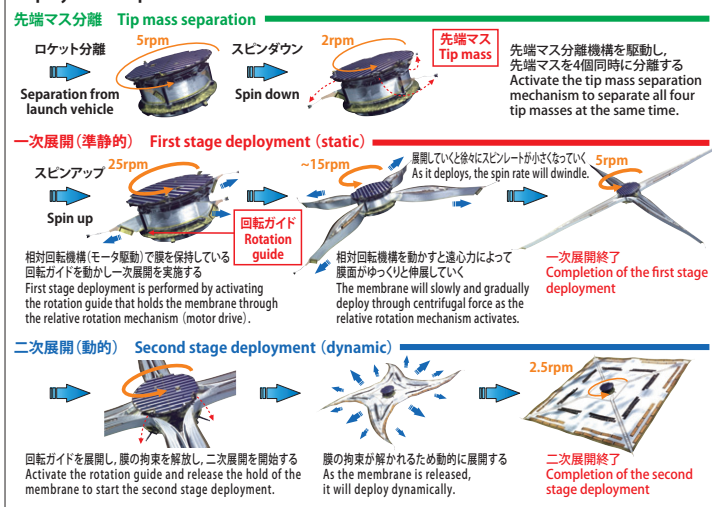 先端マス分離 Tip mass separation
ロケット分離
Separation from
launch vehicle
5rpm
スピンダウン
Spin down
2rpm
先端マス
Tip mass
先端マス分離機構を駆動し,
先端マスを4個同時に分離する
Activate the tip mass separation
mechanism to separate all four
tip masses at the same time.
一次展開（準静的） First stage deployment（static）
スピンアップ
Spin up
25rpm
回転ガイド
Rotation
guide
~15rpm
展開していくと徐々にスピンレートが小さくなっていく
As it deploys, the spin rate will dwindle.
5rpm
相対回転機構（モータ駆動）で膜を保持している
回転ガイドを動かし一次展開を実施する
First stage deployment is performed by activating
the rotation guide that holds the membrane through
the relative rotation mechanism（motor drive）.
相対回転機構を動かすと遠心力によって
膜面がゆっくりと伸展していく
The membrane will slowly and gradually
deploy through centrifugal force as the
relative rotation mechanism activates.
一次展開終了
Completion of the first stage
deployment
二次展開（動的） Second stage deployment（dynamic）
2.5rpm
回転ガイドを展開し, 膜の拘束を解放し, 二次展開を開始する
Activate the rotation guide and release the hold of the
membrane to start the second stage deployment.
膜の拘束が解かれるため動的に展開する
As the membrane is released,
it will deploy dynamically.
二次展開終了
Completion of the second
stage deployment